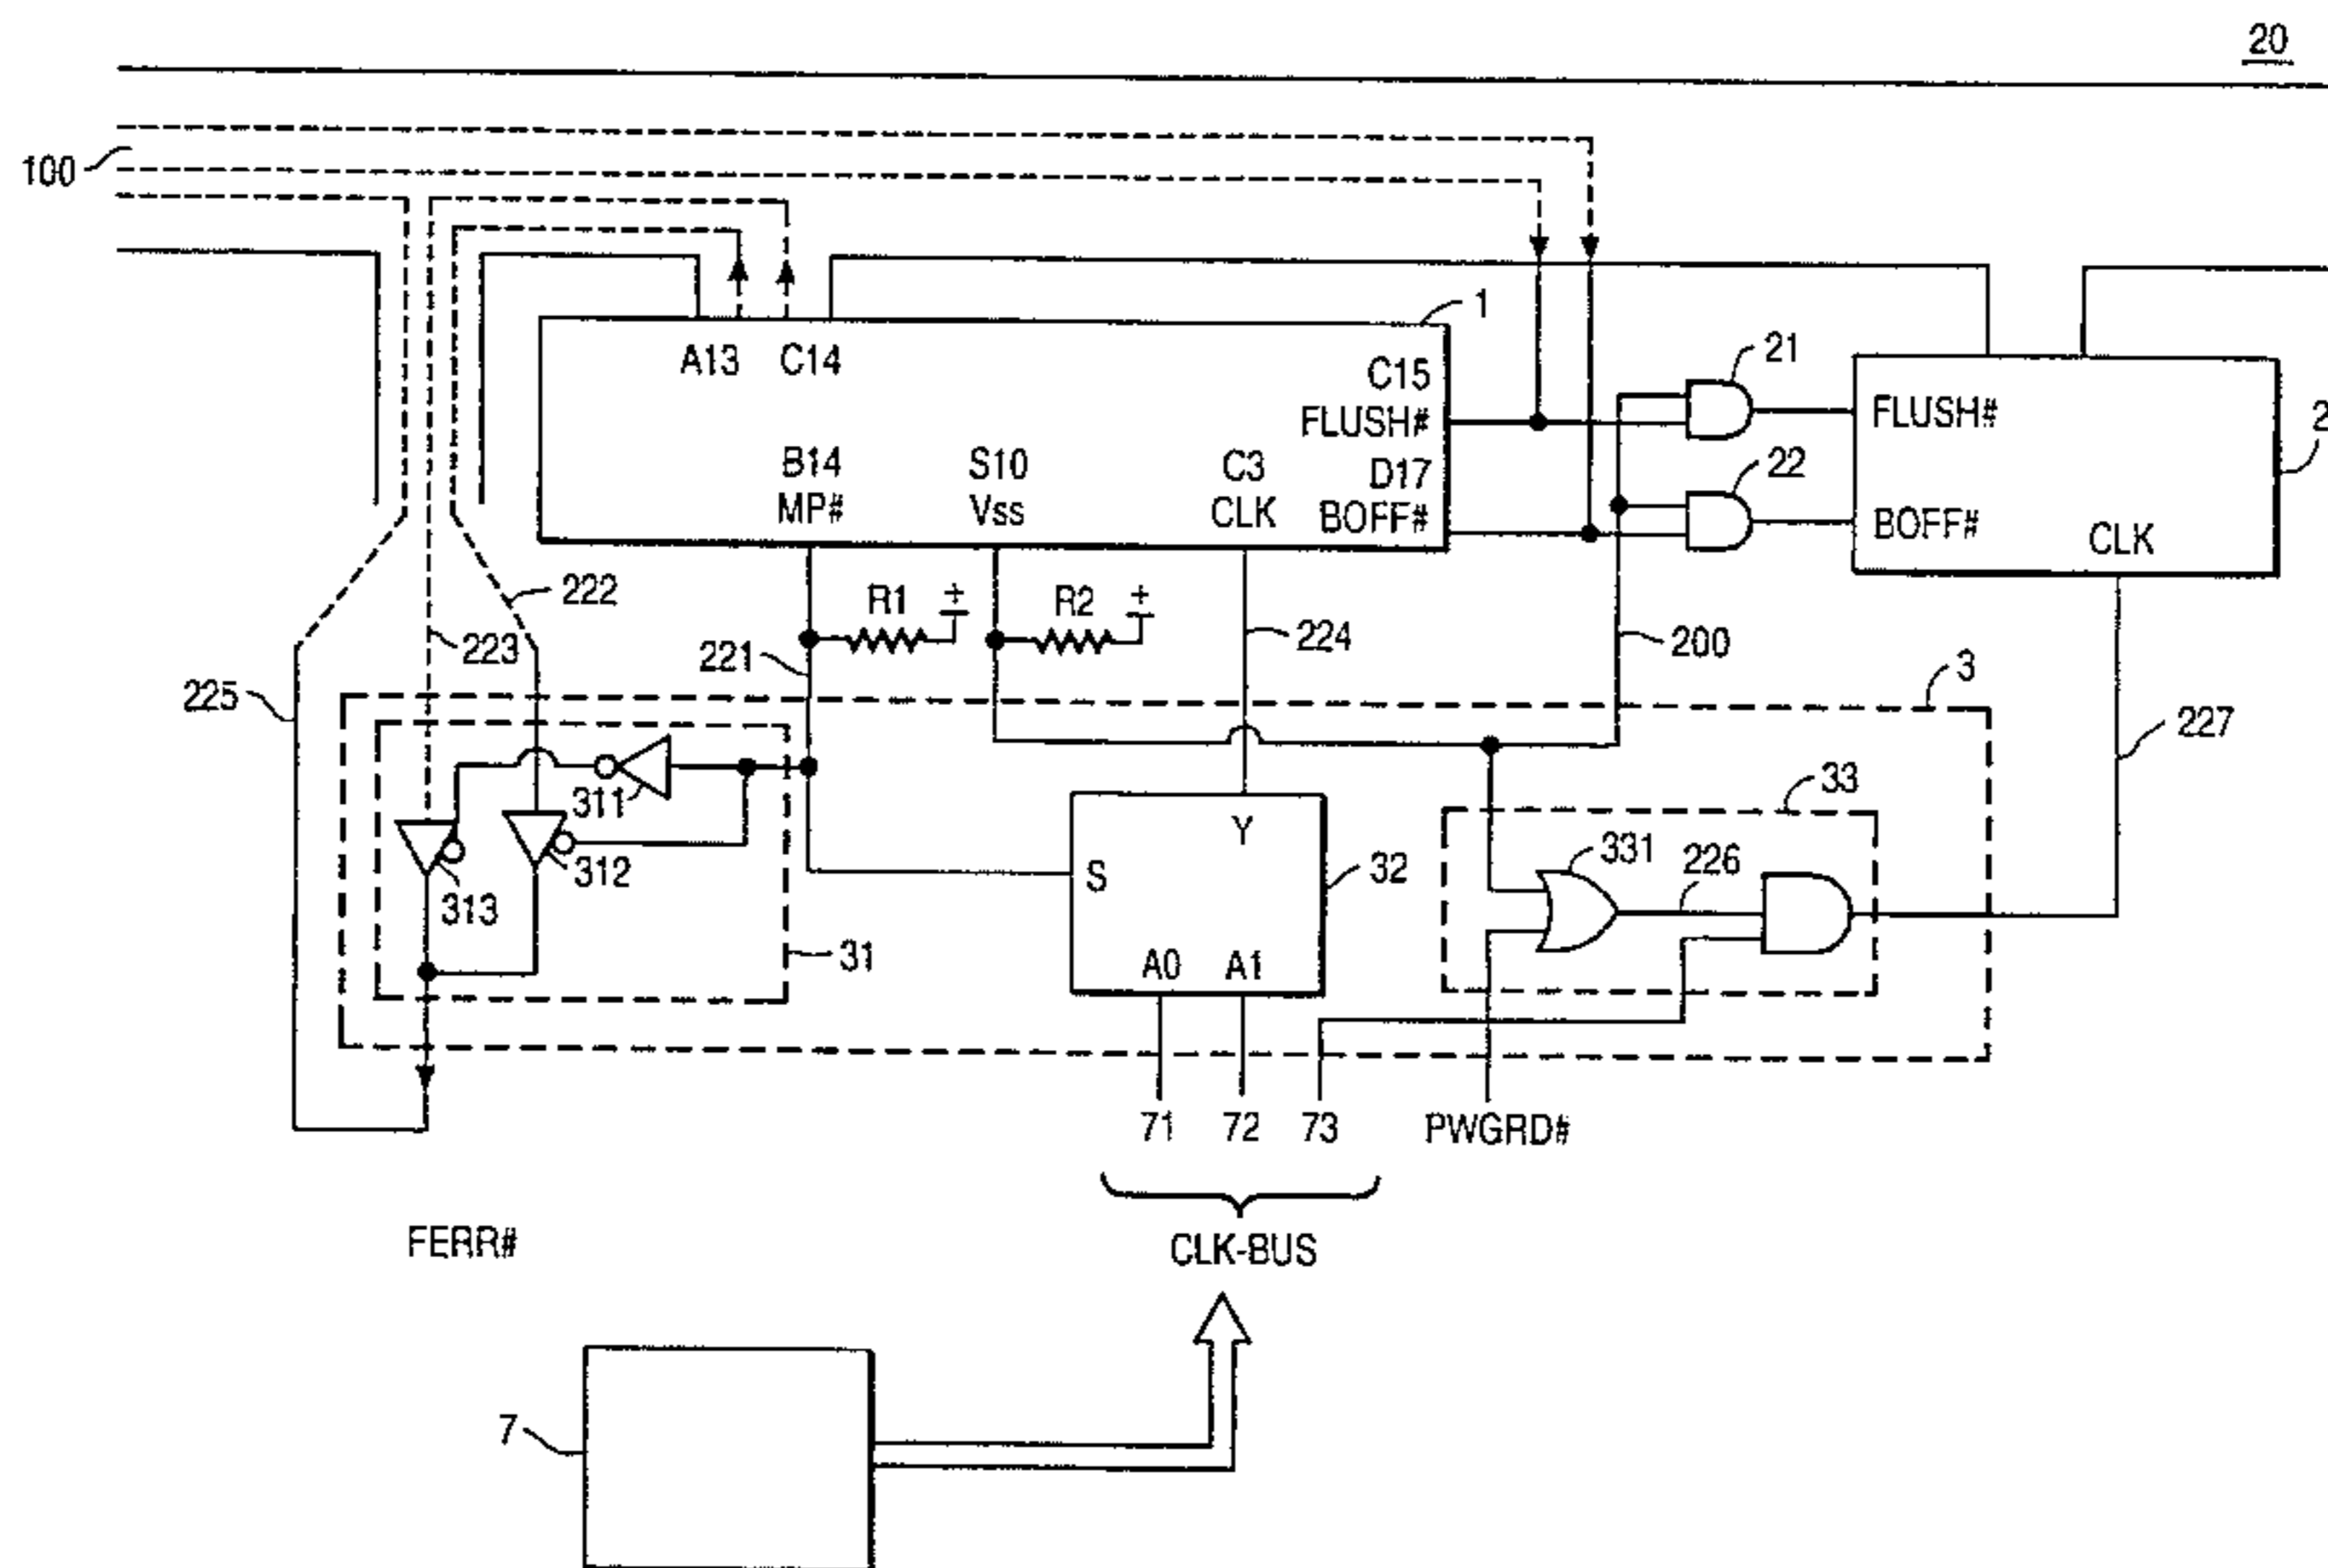 20
100
1
A13 C14
C15
FLUSH#
B14
MP#
S10
Vss
C3
CLK
D17
BOFF#
21
22
FLUSH#
BOFF#
CLK
2
R1 +
R2 +
222
223
221
224
200
225
3
227
311
312
313
31
Y
S
A0 A1
32
33
331
226
71 72 73 PWGRD#
FERR#
CLK-BUS
7